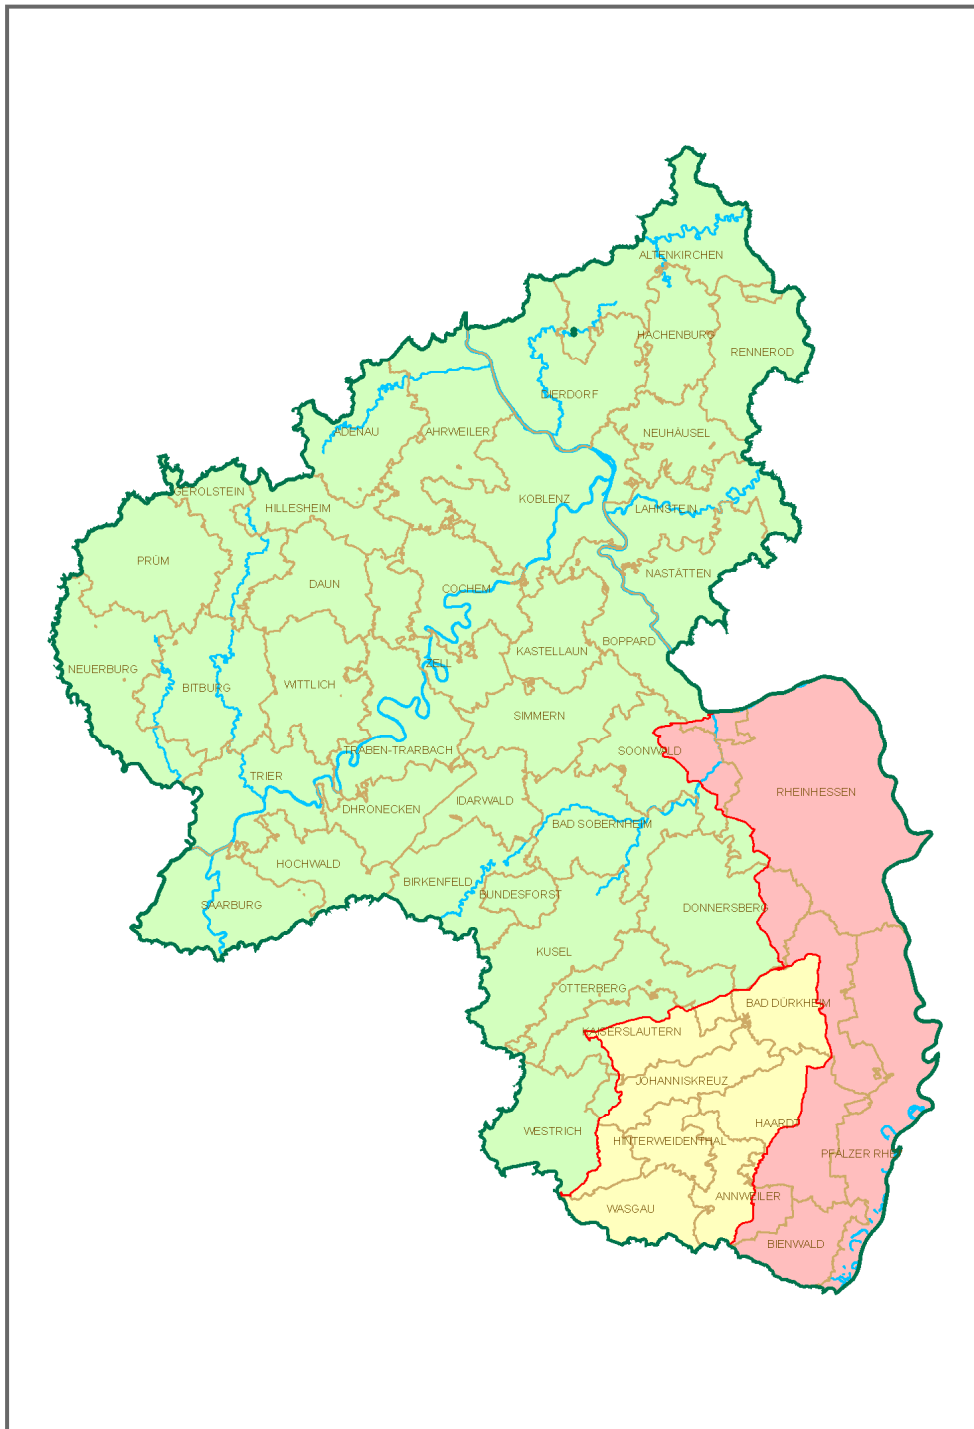 ALTENKIRCHEN
HACHENBURG
RENNEROD
DIERDORF
ADENAU
AHRWEILER
NEUHÄUSEL
GEROLSTEIN
HILLESHEIM
KOBLENZ
LAHNSTEIN
PRÜM
DAUN
COCHEM
NASTÄTTEN
BOPPARD
KASTELLAUN
NEUERBURG
ZELL
BITBURG
WITTLICH
SIMMERN
TRABEN-TRARBACH
SOONWALD
TRIER
RHEINHESSEN
IDARWALD
DHRONECKEN
BAD SOBERNHEIM
HOCHWALD
BIRKENFELD
BUNDESFORST
SAARBURG
DONNERSBERG
KUSEL
OTTERBERG
BAD DÜRKHEIM
KAISERSLAUTERN
JOHANNISKREUZ
HAARDT
WESTRICH
HINTERWEIDENTHAL
PFÄLZER RHE
ANNWEILER
WASGAU
BIENWALD